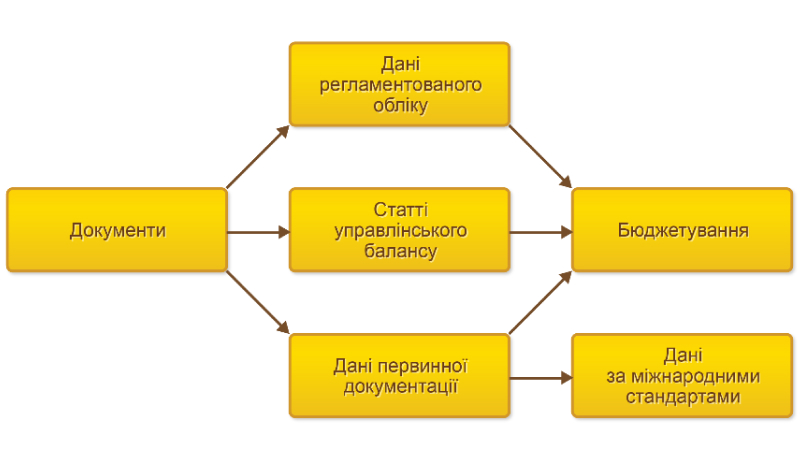 Дані
регламентованого
обліку
Документи
Статті
управлінського
балансу
Бюджетування
Дані первинної
документації
Дані
за міжнародними
стандартами